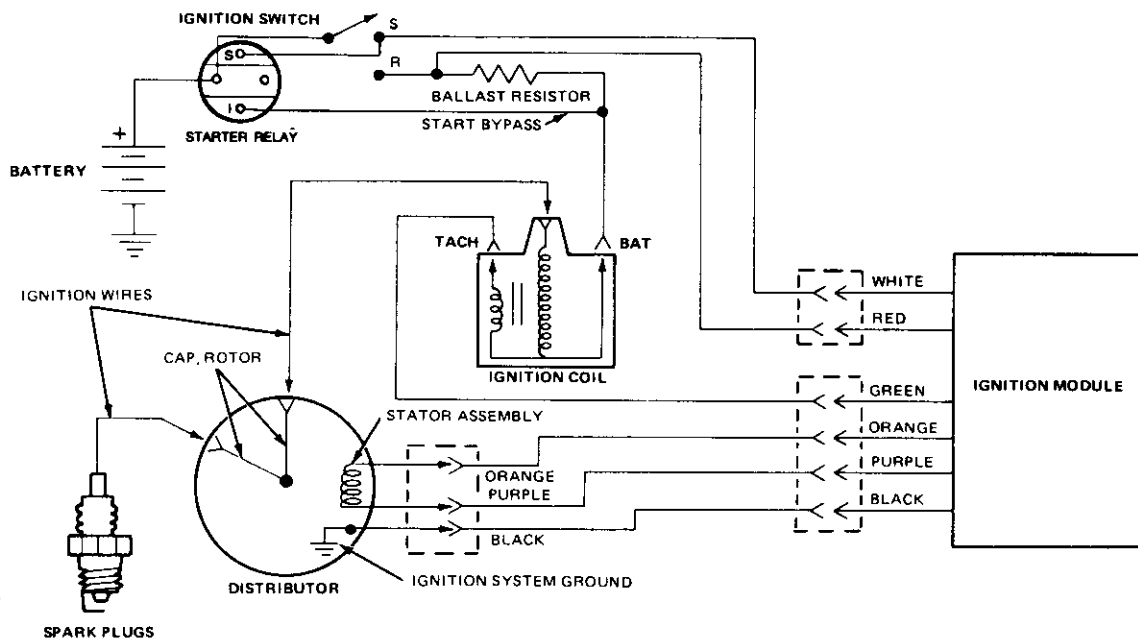 IGNITION SWITCH
S
S
R
I
BALLAST RESISTOR
START BYPASS
STARTER RELAY
+
BATTERY
TACH
BAT
WHITE
IGNITION WIRES
RED
CAP, ROTOR
IGNITION COIL
IGNITION MODULE
GREEN
STATOR ASSEMBLY
ORANGE
ORANGE
PURPLE
PURPLE
BLACK
BLACK
IGNITION SYSTEM GROUND
DISTRIBUTOR
SPARK PLUGS